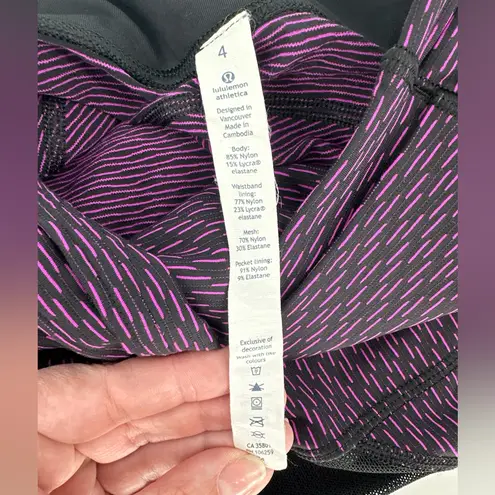 4
lululemon
athletica
Designed in
Vancouver
Made in
Cambodia
Body:
85% Nylon
15% Lycra®
elastane
Waistband
lining:
77% Nylon
23% Lycra®
elastane
Mesh:
70% Nylon
30% Elastane
Pocket lining:
91% Nylon
9% Elastane
Exclusive of
decoration
Wash with like
colours
CA 35801
106259